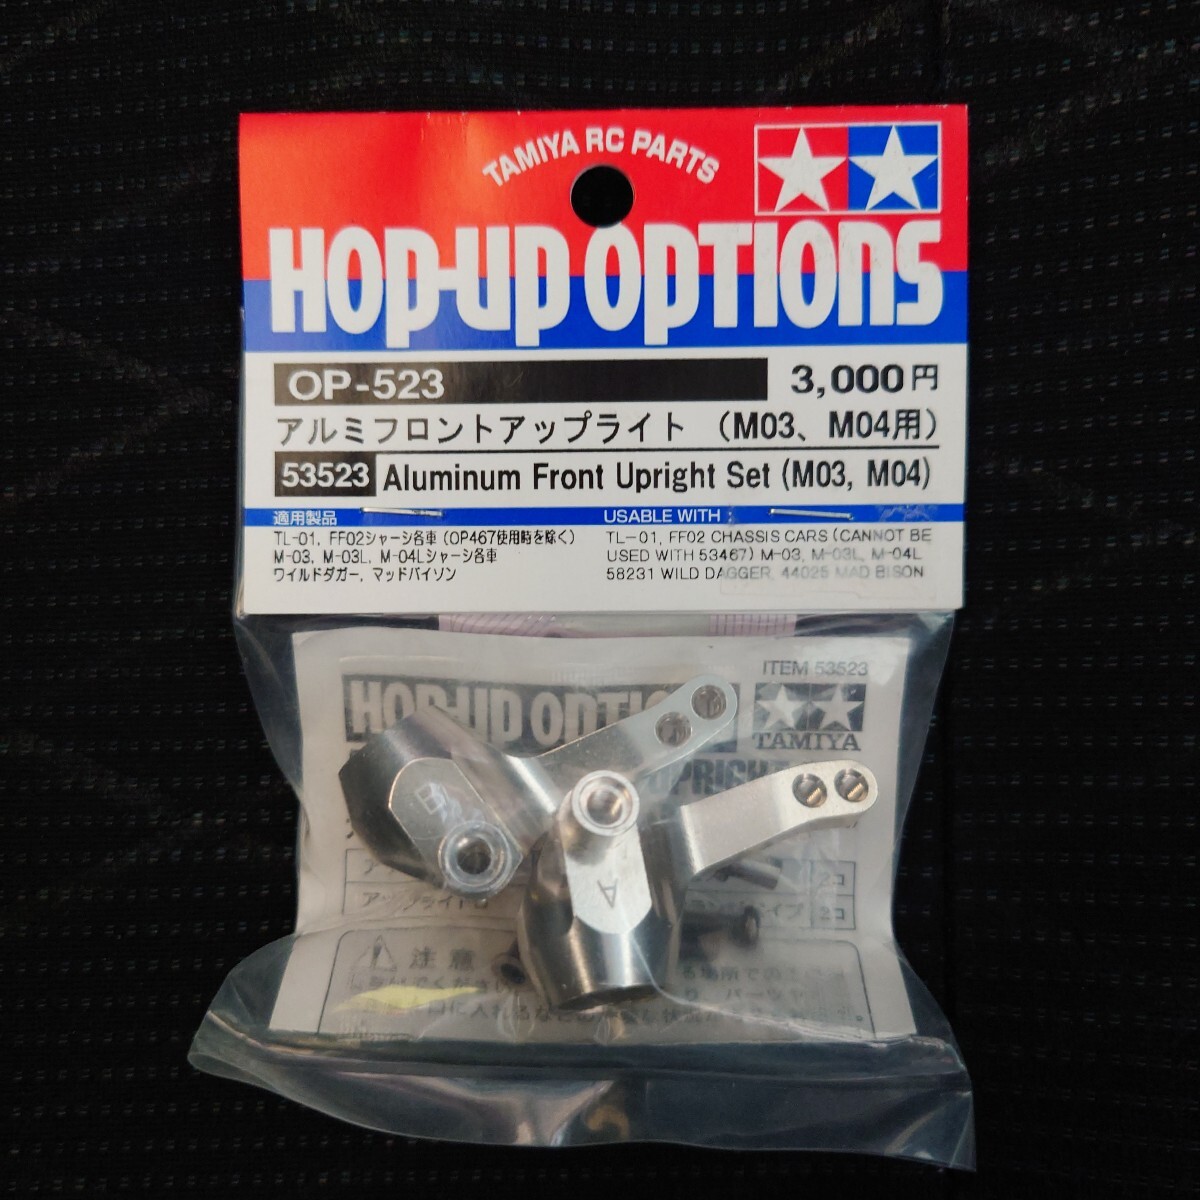 TAMIYA RC PARTS
HOP-UP OPTIONS
OP-523
3,000円
アルミフロントアップライト （M03、M04用）
53523 Aluminum Front Upright Set (M03, M04)
適用製品
TL-01, FF02シャーシ各車 (OP467使用時を除く)
M-03, M-03L, M-04Lシャーシ各車
ワイルドダガー, マッドバイソン
USABLE WITH
TL-01, FF02 CHASSIS CARS (CANNOT BE
USED WITH 53467) M-03, M-03L, M-04L
58231 WILD DAGGER, 44025 MAD BISON
ITEM 53523
HOP-UP OPTIONS
TAMIYA
UPRIGHT
A
2コ
2コ
注意